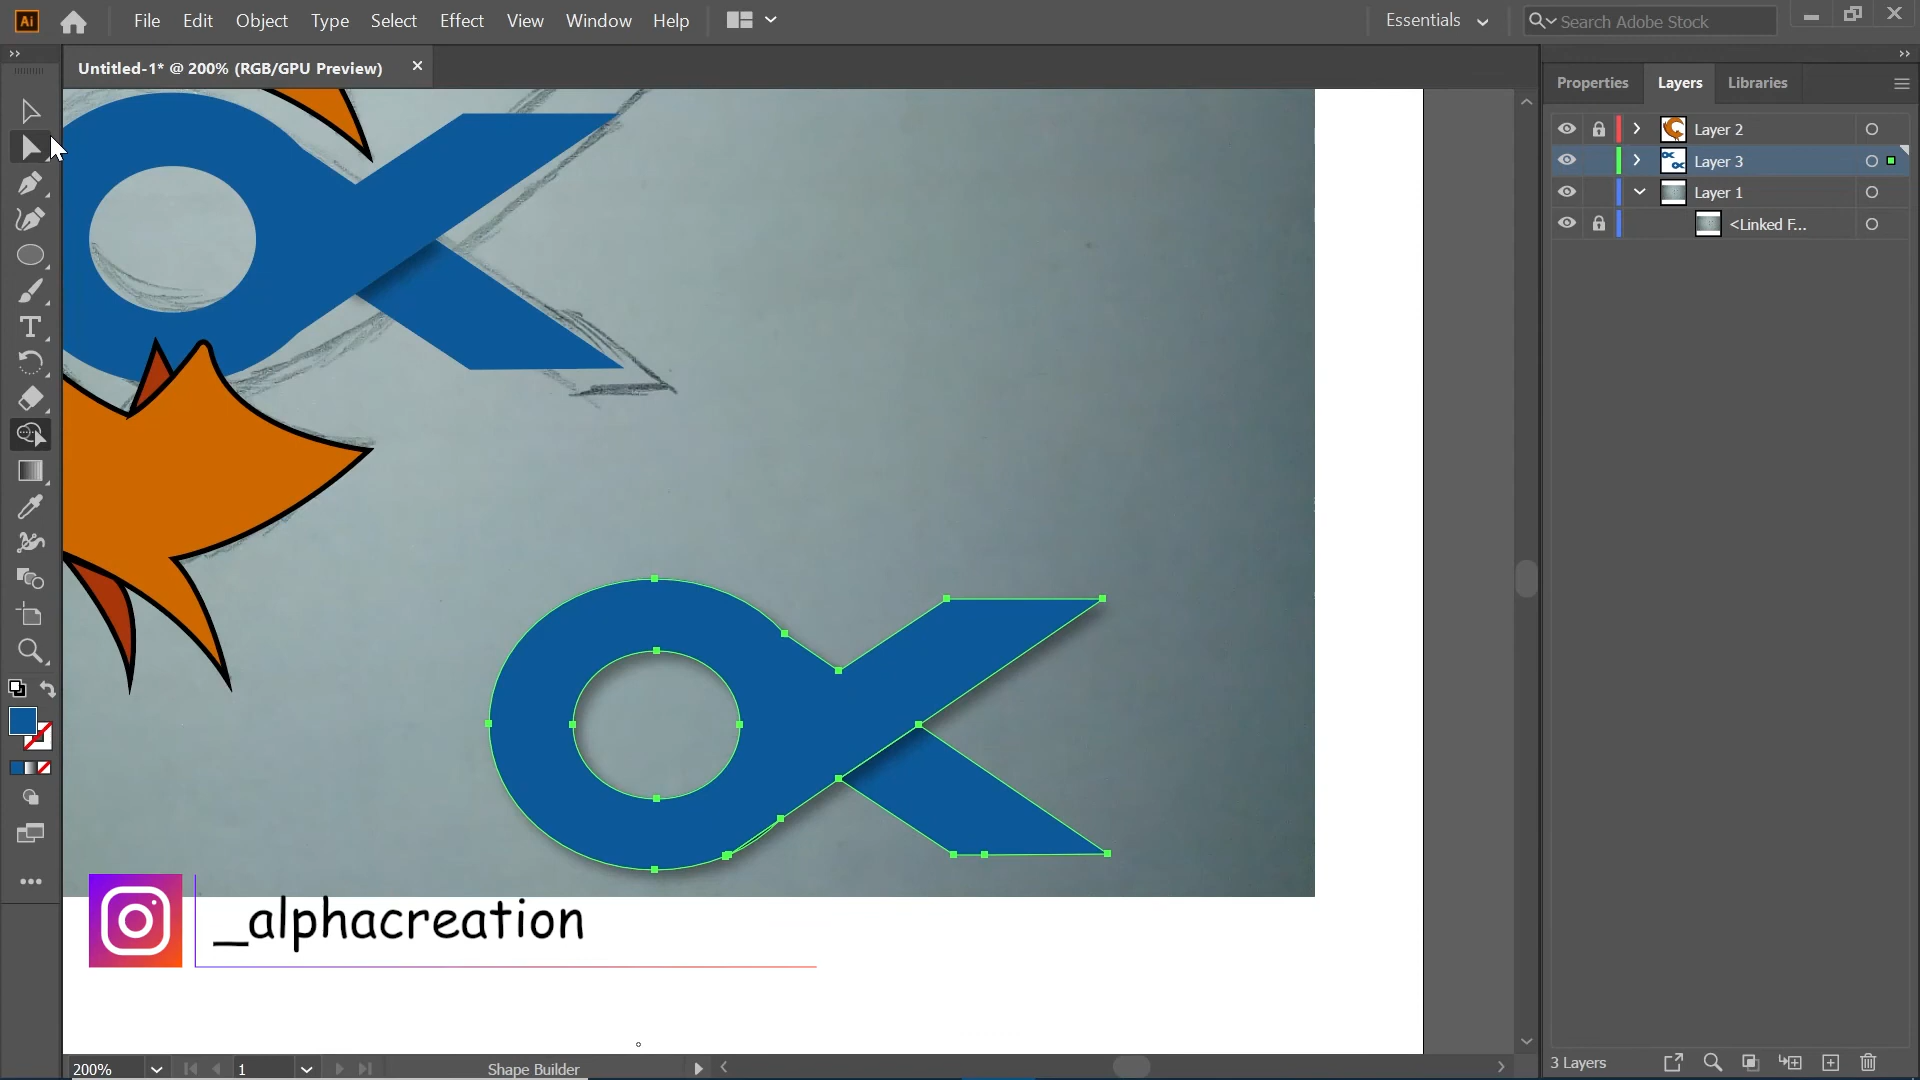 Ai File Edit Object Type Select Effect View Window Help Essentials Search Adobe Stock
Untitled-1* @ 200% (RGB/GPU Preview)
Properties Layers Libraries
Layer 2
Layer 3
Layer 1
<Linked F...
T
_alphacreation
200% 1 Shape Builder
3 Layers